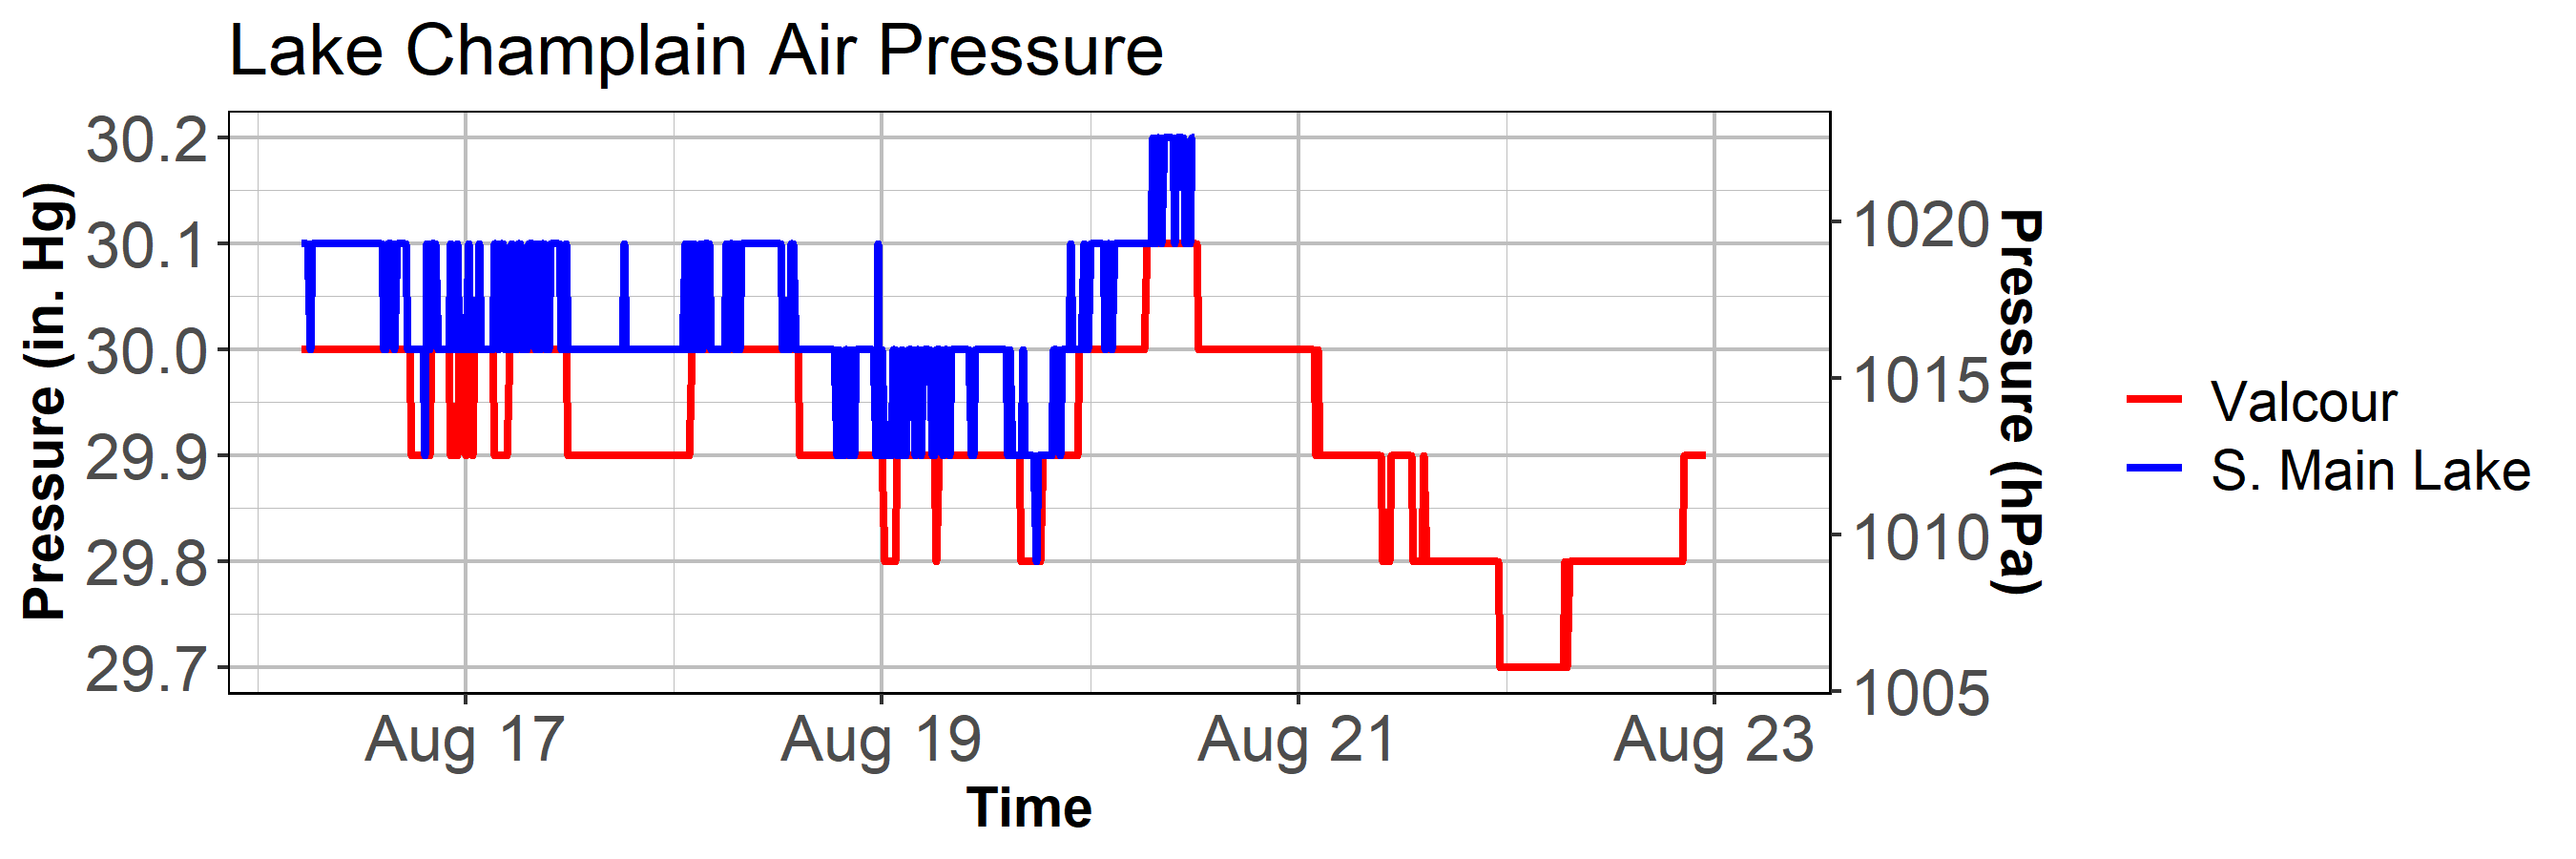 Lake Champlain Air Pressure
Pressure (in. Hg)
30.2
30.1
30.0
29.9
29.8
29.7
Aug 17
Aug 19
Aug 21
Aug 23
Time
1020
1015
1010
1005
Pressure (hPa)
Valcour
S. Main Lake